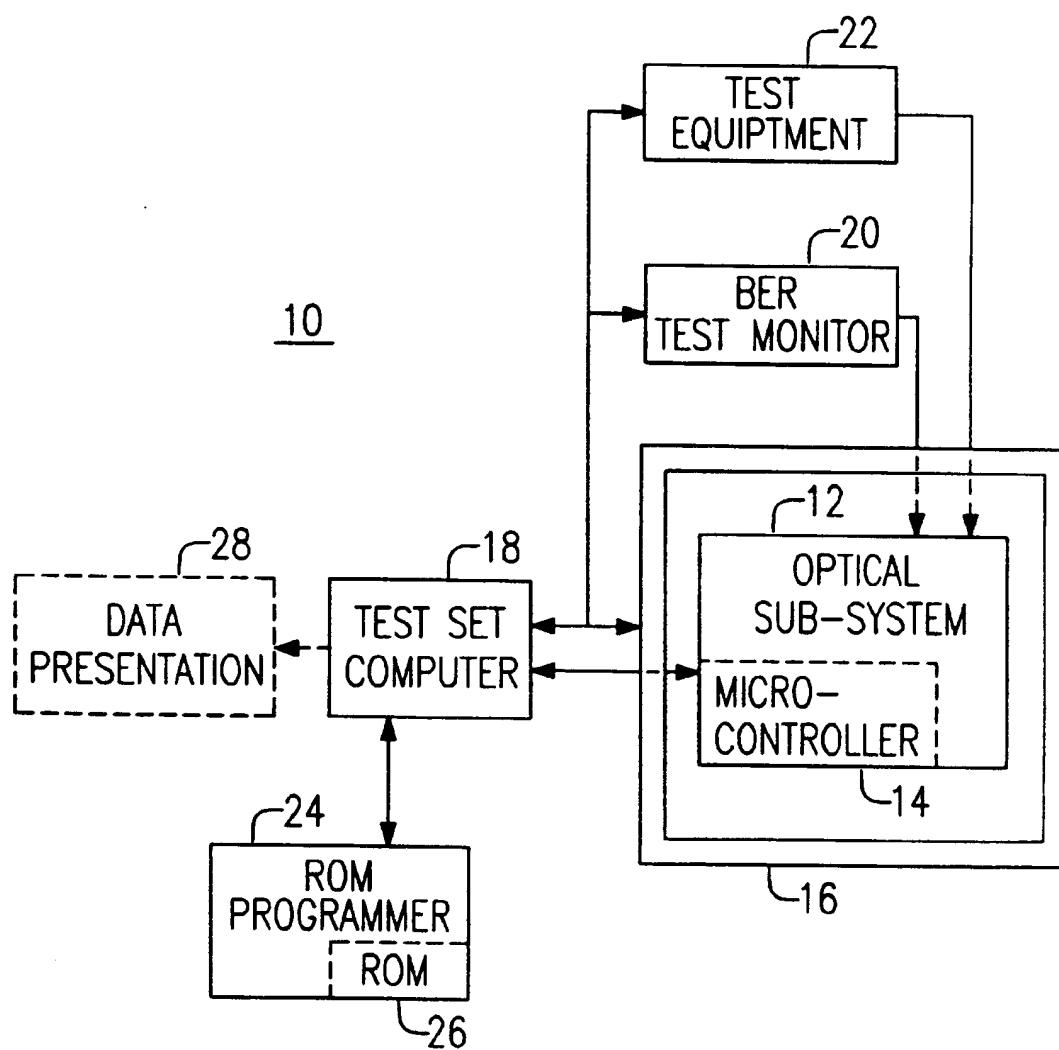 22
TEST
EQUIPTMENT
20
BER
TEST MONITOR
10
12
OPTICAL
SUB-SYSTEM
MICRO-
CONTROLLER
14
16
28
DATA
PRESENTATION
18
TEST SET
COMPUTER
24
ROM
PROGRAMMER
ROM
26